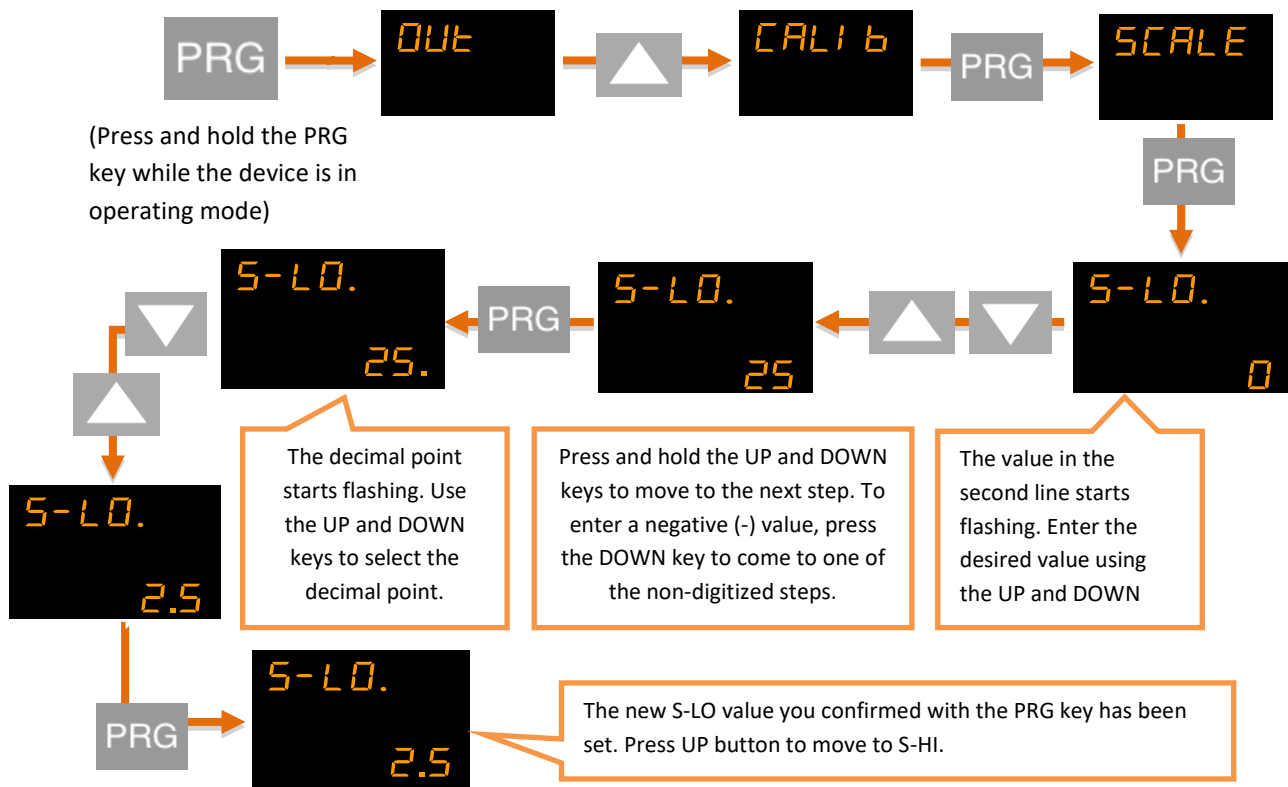 PRG
OUt
CALIb
PRG
SCALE
(Press and hold the PRG
key while the device is in
operating mode)
PRG
S-LO.
0
S-LO.
25
PRG
S-LO.
25.
The value in the
second line starts
flashing. Enter the
desired value using
the UP and DOWN
Press and hold the UP and DOWN
keys to move to the next step. To
enter a negative (-) value, press
the DOWN key to come to one of
the non-digitized steps.
The decimal point
starts flashing. Use
the UP and DOWN
keys to select the
decimal point.
S-LO.
2.5
PRG
S-LO.
2.5
The new S-LO value you confirmed with the PRG key has been
set. Press UP button to move to S-HI.